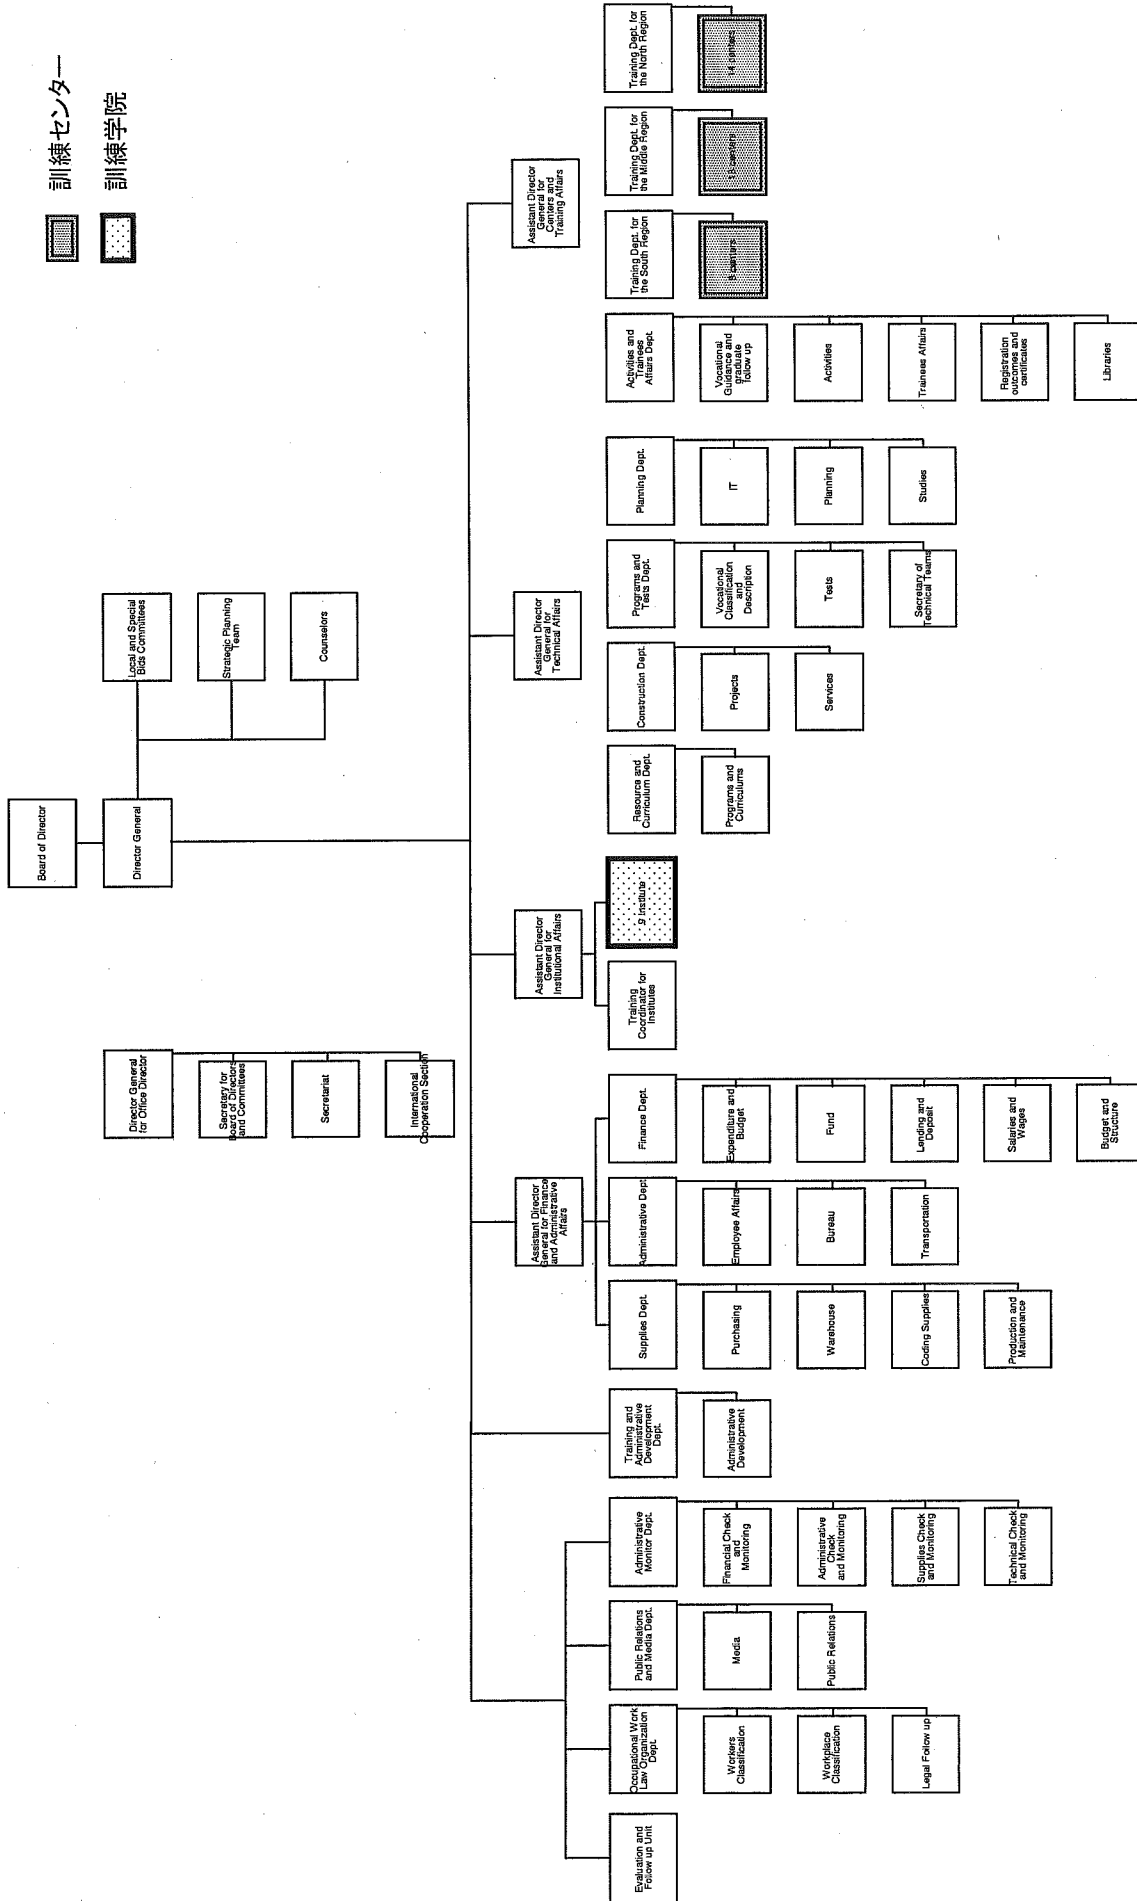 訓練センター
訓練学院
Board of Director
Director General
Local and Special
Bids Committees
Strategic Planning
Team
Counselors
Director General
for Office Director
Secretary for
Board of Directors
and Committees
Secretariat
International
Cooperation Section
Evaluation and
Follow up Unit
Occupational Work
Law Organization
Dept.
Workers
Classification
Workplace
Classification
Legal Follow up
Public Relations
and Media Dept.
Media
Public Relations
Administrative
Monitor Dept.
Financial Check
and
Monitoring
Administrative
Check
and Monitoring
Supplies Check
and Monitoring
Technical Check
and Monitoring
Training and
Administrative
Development
Dept.
Administrative
Development
Assistant Director
General for Finance
and Administrative
Affairs
Supplies Dept.
Purchasing
Warehouse
Coding Supplies
Production and
Maintenance
Administrative Dept.
Employee Affairs
Bureau
Transportation
Finance Dept.
Expenditure and
Budget
Fund
Lending and
Deposit
Salaries and
Wages
Budget and
Structure
Assistant Director
General for
Institutional Affairs
Training
Coordinator for
Institutes
9 Institute
Assistant Director
General for
Technical Affairs
Resource and
Curriculum Dept.
Programs and
Curriculums
Construction Dept.
Projects
Services
Programs and
Tests Dept.
Vocational
Classification
and
Description
Tests
Secretary of
Technical Teams
Planning Dept.
IT
Planning
Studies
Assistant Director
General for
Centers and
Training Affairs
Activities and
Trainees
Affairs Dept.
Vocational
Guidance and
graduate
follow up
Activities
Trainees Affairs
Registration
outcomes and
certificates
Libraries
Training Dept. for
the South Region
centers
Training Dept. for
the Middle Region
centers
Training Dept. for
the North Region
14 centers